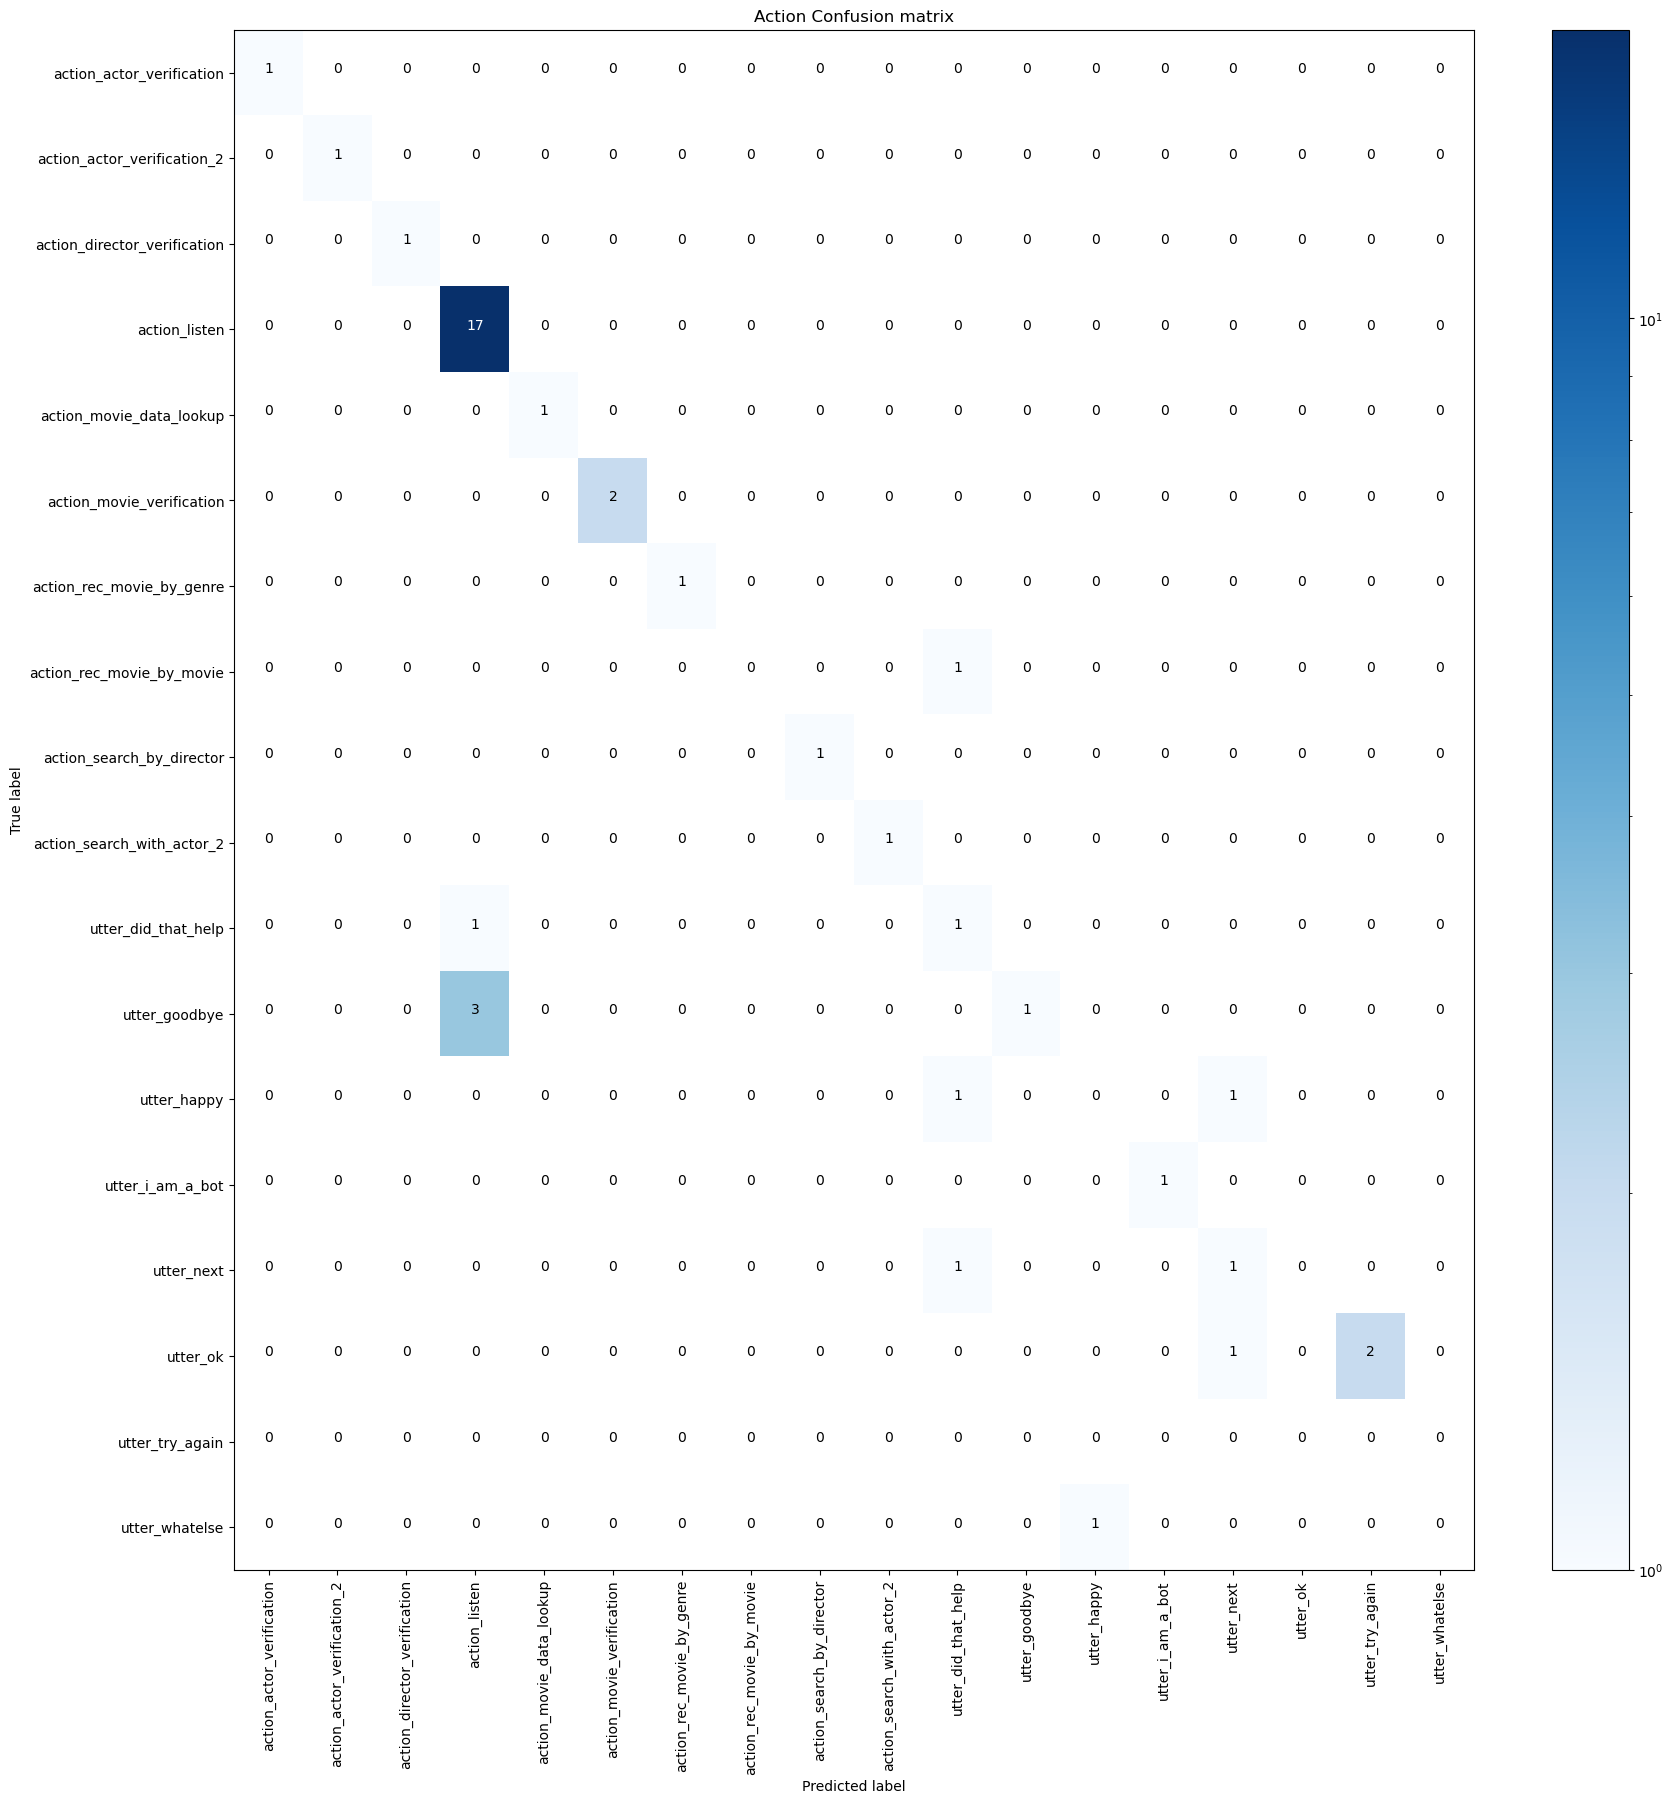 Action Confusion matrix
action_actor_verification 1 0 0 0 0 0 0 0 0 0 0 0 0 0 0 0 0 0
action_actor_verification_2 0 1 0 0 0 0 0 0 0 0 0 0 0 0 0 0 0 0
action_director_verification 0 0 1 0 0 0 0 0 0 0 0 0 0 0 0 0 0 0
action_listen 0 0 0 17 0 0 0 0 0 0 0 0 0 0 0 0 0 0
action_movie_data_lookup 0 0 0 0 1 0 0 0 0 0 0 0 0 0 0 0 0 0
action_movie_verification 0 0 0 0 0 2 0 0 0 0 0 0 0 0 0 0 0 0
action_rec_movie_by_genre 0 0 0 0 0 0 1 0 0 0 0 0 0 0 0 0 0 0
action_rec_movie_by_movie 0 0 0 0 0 0 0 0 0 0 1 0 0 0 0 0 0 0
action_search_by_director 0 0 0 0 0 0 0 0 1 0 0 0 0 0 0 0 0 0
action_search_with_actor_2 0 0 0 0 0 0 0 0 0 1 0 0 0 0 0 0 0 0
utter_did_that_help 0 0 0 1 0 0 0 0 0 0 1 0 0 0 0 0 0 0
utter_goodbye 0 0 0 3 0 0 0 0 0 0 0 1 0 0 0 0 0 0
utter_happy 0 0 0 0 0 0 0 0 0 0 1 0 0 0 1 0 0 0
utter_i_am_a_bot 0 0 0 0 0 0 0 0 0 0 0 0 0 1 0 0 0 0
utter_next 0 0 0 0 0 0 0 0 0 0 1 0 0 0 1 0 0 0
utter_ok 0 0 0 0 0 0 0 0 0 0 0 0 0 0 1 0 2 0
utter_try_again 0 0 0 0 0 0 0 0 0 0 0 0 0 0 0 0 0 0
utter_whatelse 0 0 0 0 0 0 0 0 0 0 0 0 1 0 0 0 0 0
True label
action_actor_verification
action_actor_verification_2
action_director_verification
action_listen
action_movie_data_lookup
action_movie_verification
action_rec_movie_by_genre
action_rec_movie_by_movie
action_search_by_director
action_search_with_actor_2
utter_did_that_help
utter_goodbye
utter_happy
utter_i_am_a_bot
utter_next
utter_ok
utter_try_again
utter_whatelse
Predicted label
10¹
10⁰